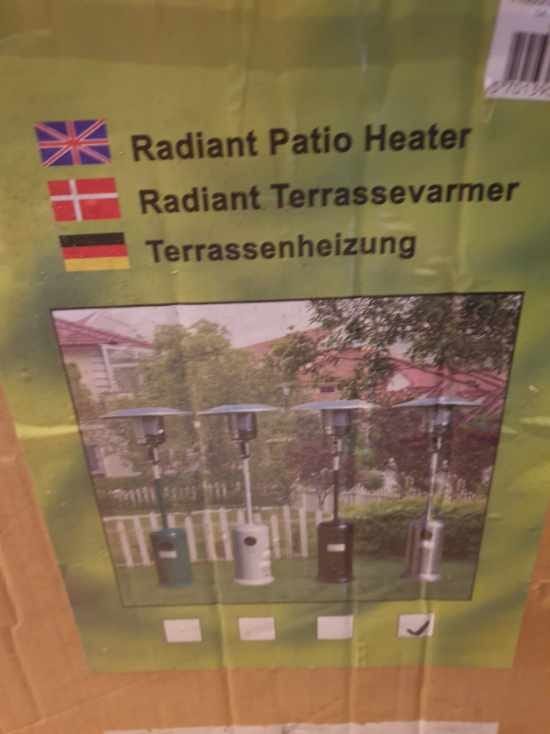 Radiant Patio Heater
Radiant Terrassevarmer
Terrassenheizung